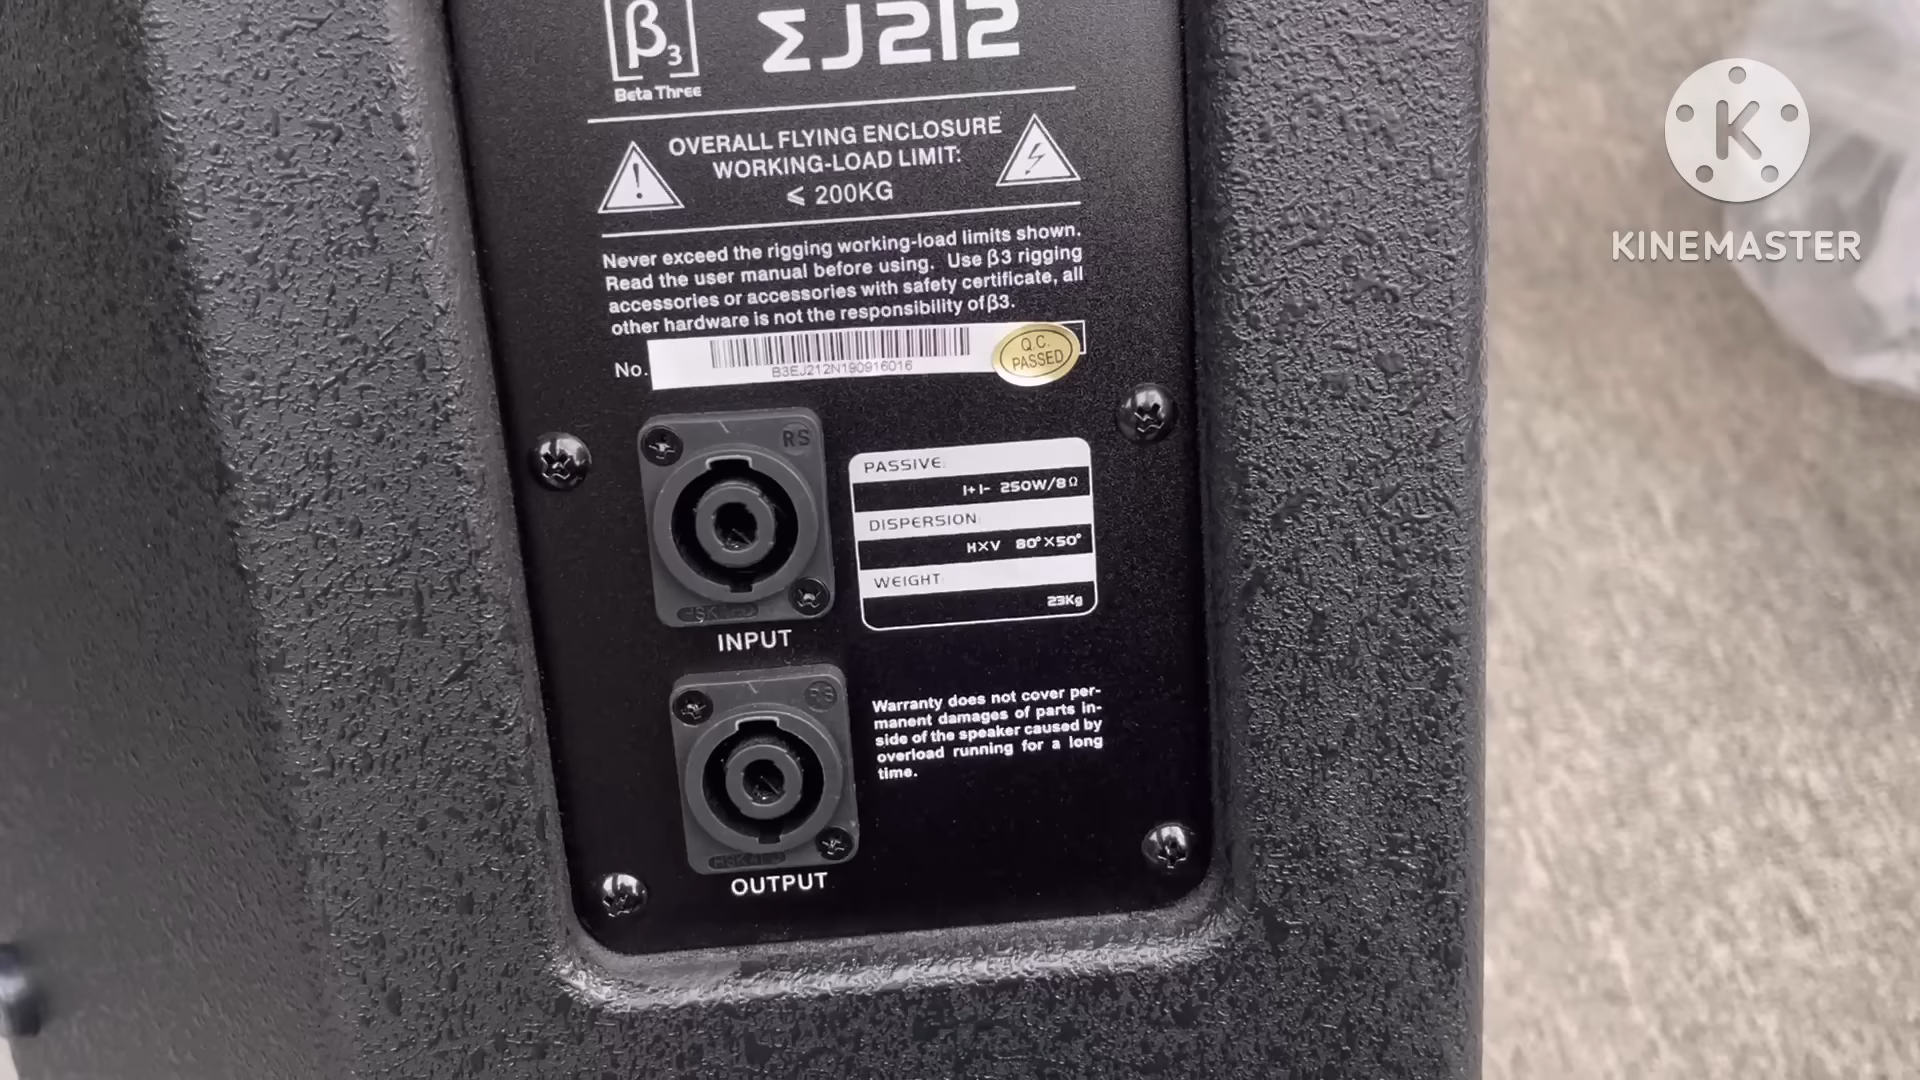 β3
ΣJ212
Beta Three
OVERALL FLYING ENCLOSURE
WORKING-LOAD LIMIT:
⩽ 200KG
Never exceed the rigging working-load limits shown.
Read the user manual before using. Use β3 rigging
accessories or accessories with safety certificate, all
other hardware is not the responsibility of β3.
No.
B3EJ212N190916016
Q.C.
PASSED
RS
PASSIVE:
1+1- 250W/8Ω
DISPERSION:
HXV 80°X50°
WEIGHT:
23Kg
INPUT
RS
Warranty does not cover per-
manent damages of parts in-
side of the speaker caused by
overload running for a long
time.
OUTPUT
K
KINEMASTER